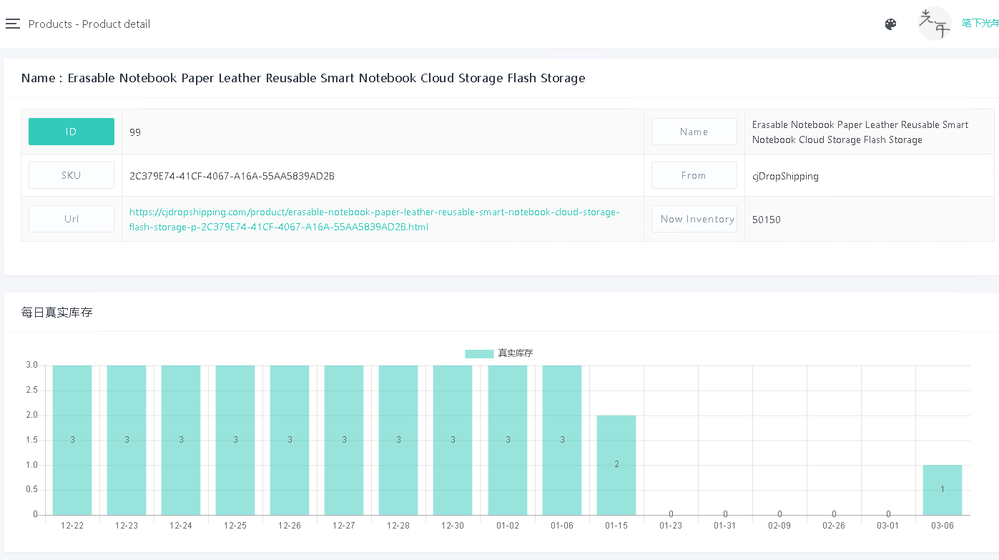 Products - Product detail
光年
笔下光年
Name : Erasable Notebook Paper Leather Reusable Smart Notebook Cloud Storage Flash Storage
ID
99
Name
Erasable Notebook Paper Leather Reusable Smart
Notebook Cloud Storage Flash Storage
SKU
2C379E74-41CF-4067-A16A-55AA5839AD2B
From
cjDropShipping
Url
https://cjdropshipping.com/product/erasable-notebook-paper-leather-reusable-smart-notebook-cloud-storage-
flash-storage-p-2C379E74-41CF-4067-A16A-55AA5839AD2B.html
Now Inventory
50150
每日真实库存
真实库存
3.0
2.5
2.0
1.5
1.0
0.5
0
3 3 3 3 3 3 3 3 3 3 2 0 0 0 0 0 1
12-22 12-23 12-24 12-25 12-26 12-27 12-28 12-30 01-02 01-06 01-15 01-23 01-31 02-09 02-26 03-01 03-06